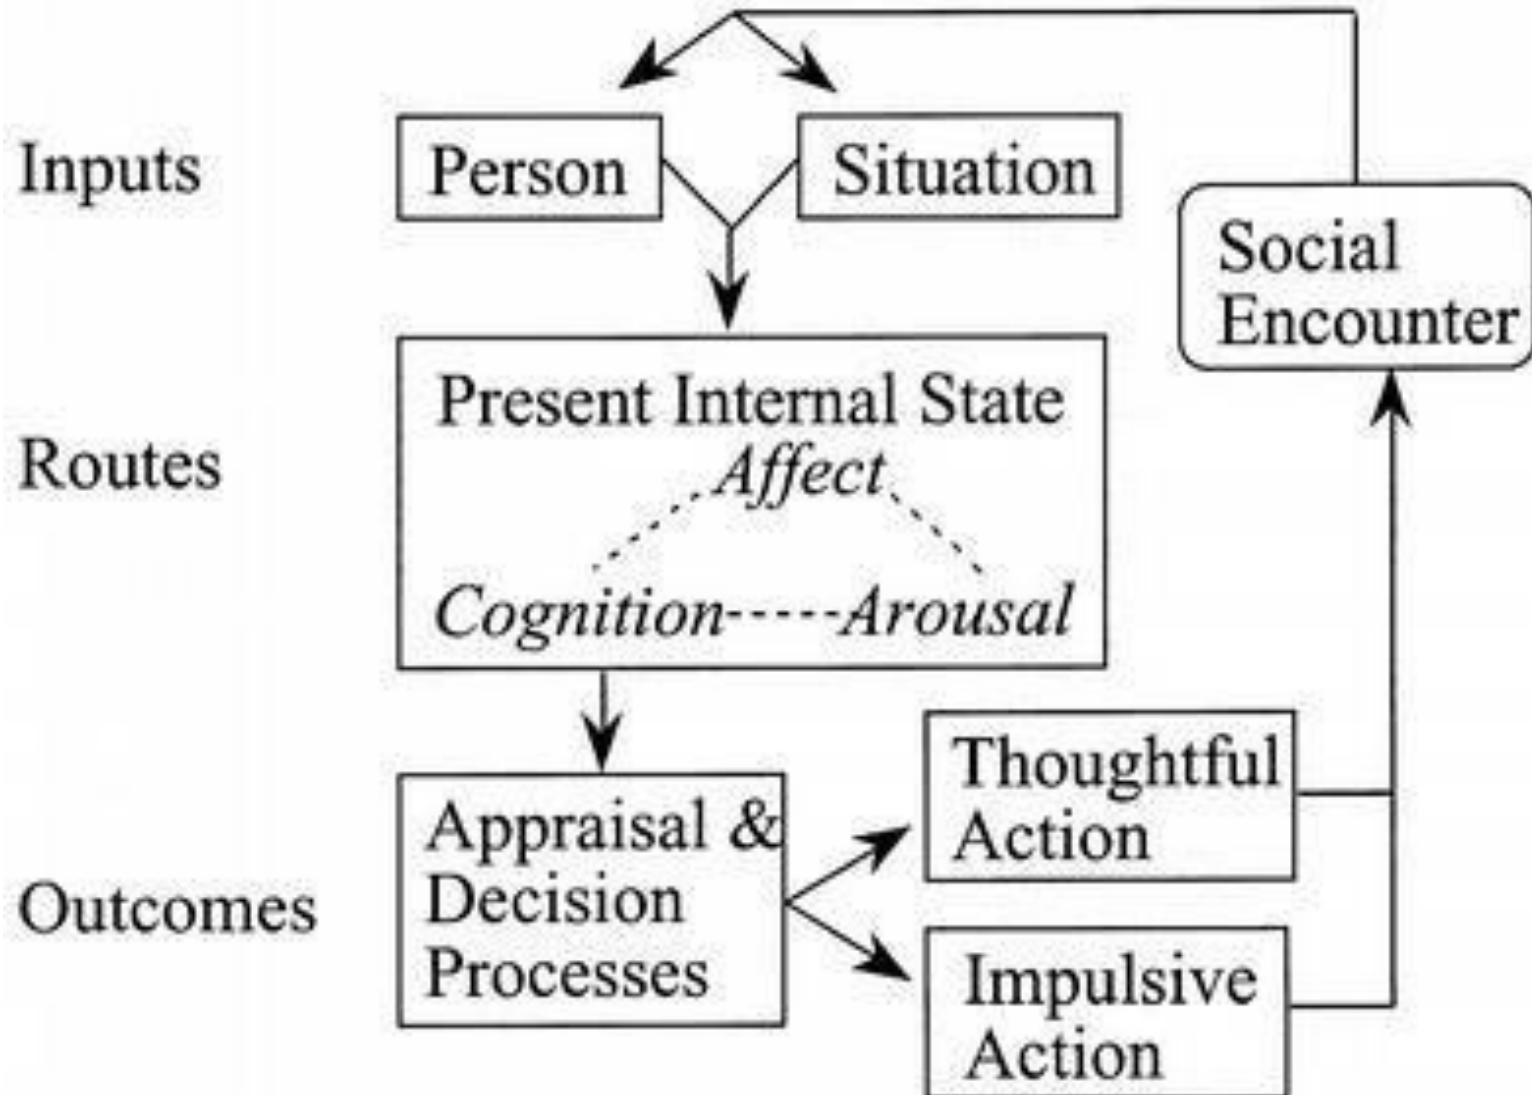 Inputs
Person
Situation
Social
Encounter
Routes
Present Internal State
Affect
Cognition
Arousal
Outcomes
Appraisal &
Decision
Processes
Thoughtful
Action
Impulsive
Action